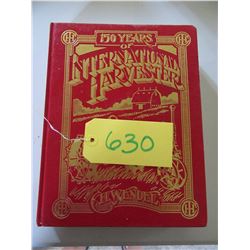 150 YEARS
OF
INTERNATIONAL
HARVESTER
630
C.H. WENDEL